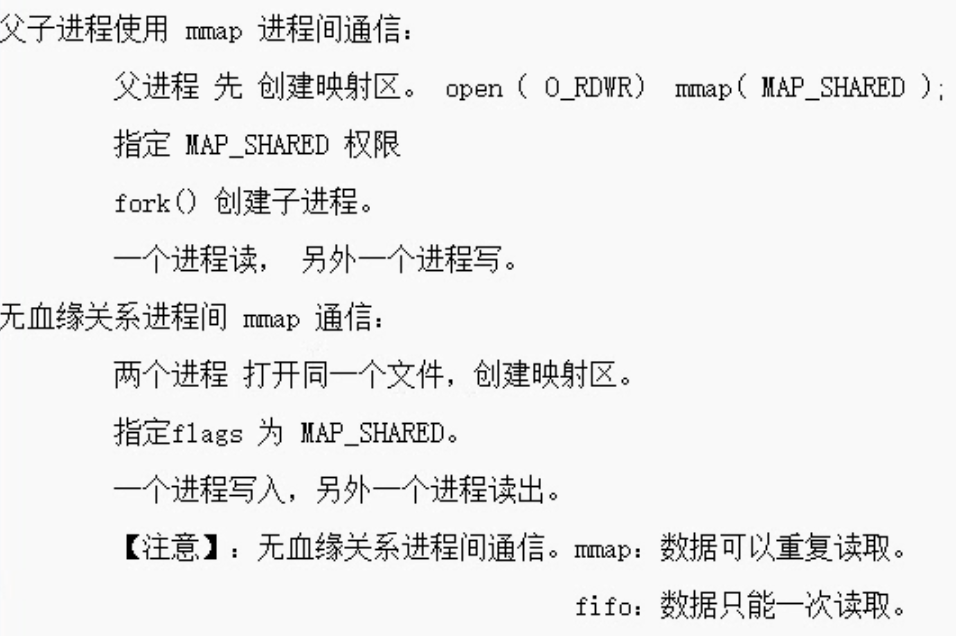 父子进程使用 mmap 进程间通信：
父进程 先 创建映射区。 open ( O_RDWR) mmap( MAP_SHARED );
指定 MAP_SHARED 权限
fork() 创建子进程。
一个进程读， 另外一个进程写。
无血缘关系进程间 mmap 通信：
两个进程 打开同一个文件，创建映射区。
指定flags 为 MAP_SHARED。
一个进程写入，另外一个进程读出。
【注意】：无血缘关系进程间通信。mmap：数据可以重复读取。
fifo：数据只能一次读取。